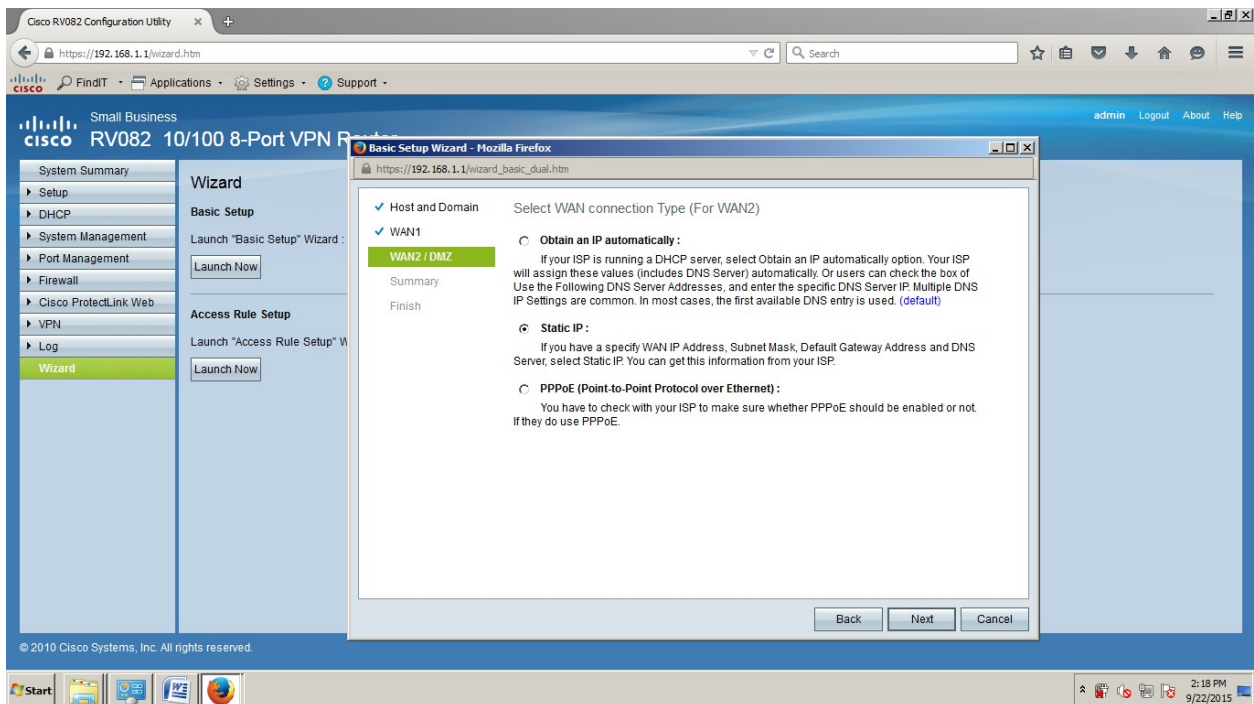 Cisco RV082 Configuration Utility
https://192.168.1.1/wizard.htm
Search
CISCO
FindIT
Applications
Settings
Support
Small Business
CISCO RV082 10/100 8-Port VPN
admin Logout About Help
System Summary
Setup
DHCP
System Management
Port Management
Firewall
Cisco ProtectLink Web
VPN
Log
Wizard
Wizard
Basic Setup
Launch "Basic Setup" Wizard :
Launch Now
Access Rule Setup
Launch "Access Rule Setup" W
Launch Now
Basic Setup Wizard - Mozilla Firefox
https://192.168.1.1/wizard_basic_dual.htm
Host and Domain
WAN1
WAN2 / DMZ
Summary
Finish
Select WAN connection Type (For WAN2)
Obtain an IP automatically :
If your ISP is running a DHCP server, select Obtain an IP automatically option. Your ISP
will assign these values (includes DNS Server) automatically. Or users can check the box of
Use the Following DNS Server Addresses, and enter the specific DNS Server IP. Multiple DNS
IP Settings are common. In most cases, the first available DNS entry is used. (default)
Static IP :
If you have a specify WAN IP Address, Subnet Mask, Default Gateway Address and DNS
Server, select Static IP. You can get this information from your ISP.
PPPoE (Point-to-Point Protocol over Ethernet) :
You have to check with your ISP to make sure whether PPPoE should be enabled or not.
If they do use PPPoE.
Back
Next
Cancel
© 2010 Cisco Systems, Inc. All rights reserved.
Start
2:18 PM
9/22/2015